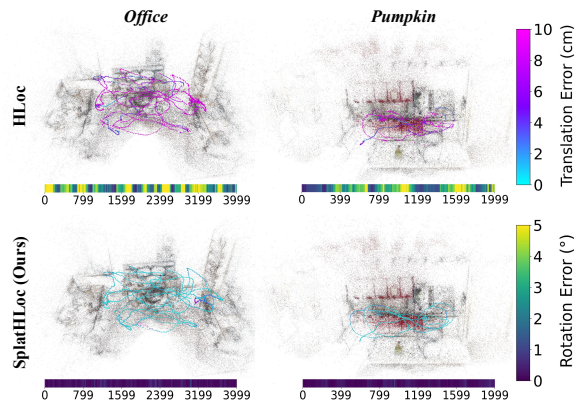 Office
Pumpkin
HLoc
0 799 1599 2399 3199 3999
0 399 799 1199 1599 1999
10
8
6
4
2
0
Translation Error (cm)
SplatHLoc (Ours)
0 799 1599 2399 3199 3999
0 399 799 1199 1599 1999
5
4
3
2
1
0
Rotation Error (°)